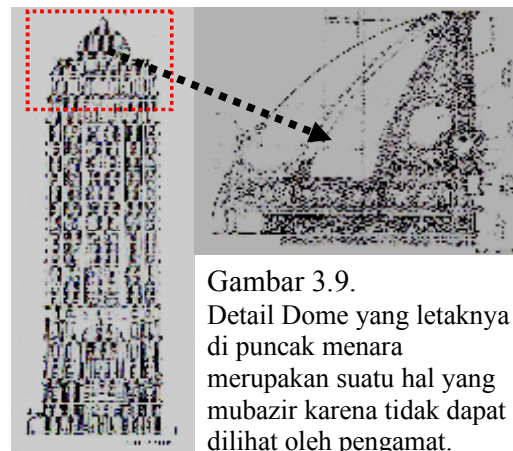 Gambar 3.9.
Detail Dome yang letaknya
di puncak menara
merupakan suatu hal yang
mubazir karena tidak dapat
dilihat oleh pengamat.